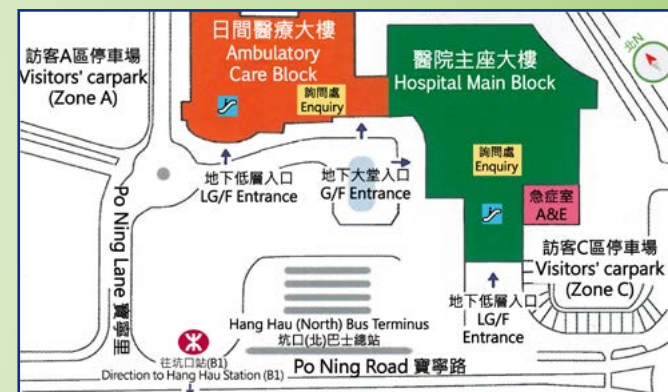 日間醫療大樓
Ambulatory
Care Block
訪客A區停車場
Visitors' carpark
(Zone A)
醫院主座大樓
Hospital Main Block
北N
詢問處
Enquiry
詢問處
Enquiry
地下低層入口
LG/F Entrance
地下大堂入口
G/F Entrance
急症室
A&E
Po Ning Lane 寶寧里
訪客C區停車場
Visitors' carpark
(Zone C)
地下低層入口
LG/F
Entrance
Hang Hau (North) Bus Terminus
坑口(北)巴士總站
往坑口站(B1)
Direction to Hang Hau Station (B1)
Po Ning Road 寶寧路